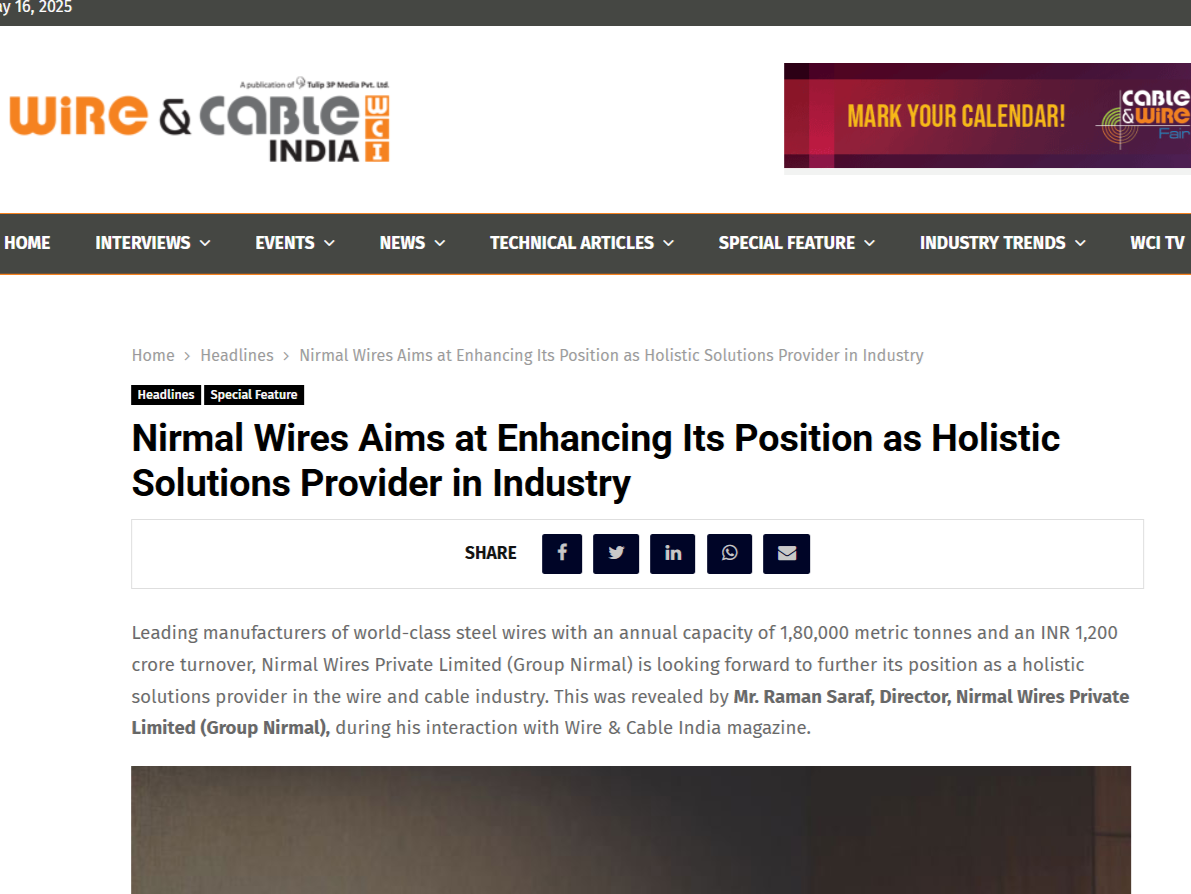 ay 16, 2025
A publication of Tulip 3P Media Pvt. Ltd.
WiRE & CABLE WCI
INDIA
MARK YOUR CALENDAR!
CABLE
&WiRE
Fair
HOME INTERVIEWS EVENTS NEWS TECHNICAL ARTICLES SPECIAL FEATURE INDUSTRY TRENDS WCI TV
Home > Headlines > Nirmal Wires Aims at Enhancing Its Position as Holistic Solutions Provider in Industry
Headlines Special Feature
Nirmal Wires Aims at Enhancing Its Position as Holistic
Solutions Provider in Industry
SHARE
Leading manufacturers of world-class steel wires with an annual capacity of 1,80,000 metric tonnes and an INR 1,200
crore turnover, Nirmal Wires Private Limited (Group Nirmal) is looking forward to further its position as a holistic
solutions provider in the wire and cable industry. This was revealed by Mr. Raman Saraf, Director, Nirmal Wires Private
Limited (Group Nirmal), during his interaction with Wire & Cable India magazine.